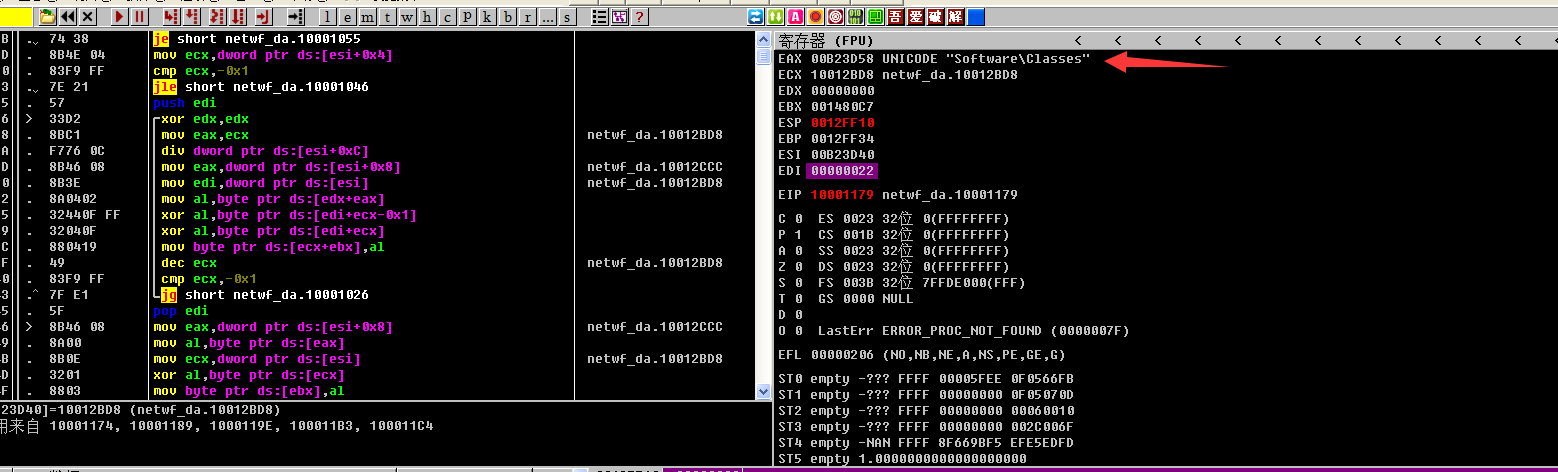 l e m t w h c p k b r ... s ?
吾 爱 破 解
B . 74 38 je short netwf_da.10001055
D . 8B4E 04 mov ecx,dword ptr ds:[esi+0x4]
0 . 83F9 FF cmp ecx,-0x1
3 . 7E 21 jle short netwf_da.10001046
5 . 57 push edi
6 > 33D2 xor edx,edx
8 . 8BC1 mov eax,ecx netwf_da.10012BD8
A . F776 0C div dword ptr ds:[esi+0xC]
D . 8B46 08 mov eax,dword ptr ds:[esi+0x8] netwf_da.10012CCC
0 . 8B3E mov edi,dword ptr ds:[esi] netwf_da.10012BD8
2 . 8A0402 mov al,byte ptr ds:[edx+eax]
5 . 32440F FF xor al,byte ptr ds:[edi+ecx-0x1]
9 . 32040F xor al,byte ptr ds:[edi+ecx]
C . 880419 mov byte ptr ds:[ecx+ebx],al
F . 49 dec ecx netwf_da.10012BD8
0 . 83F9 FF cmp ecx,-0x1
43 .^ 7F E1 jg short netwf_da.10001026
5 . 5F pop edi
46 > 8B46 08 mov eax,dword ptr ds:[esi+0x8] netwf_da.10012CCC
49 . 8A00 mov al,byte ptr ds:[eax]
4B . 8B0E mov ecx,dword ptr ds:[esi] netwf_da.10012BD8
4D . 3201 xor al,byte ptr ds:[ecx]
4F . 8803 mov byte ptr ds:[ebx],al
23D40]=10012BD8 (netwf_da.10012BD8)
用来自 10001174, 10001189, 1000119E, 100011B3, 100011C4
寄存器 (FPU) < < < < < < < < < < < <
EAX 00B23D58 UNICODE "Software\Classes"
ECX 10012BD8 netwf_da.10012BD8
EDX 00000000
EBX 001480C7
ESP 0012FF10
EBP 0012FF34
ESI 00B23D40
EDI 00000022
EIP 10001179 netwf_da.10001179
C 0 ES 0023 32位 0(FFFFFFFF)
P 1 CS 001B 32位 0(FFFFFFFF)
A 0 SS 0023 32位 0(FFFFFFFF)
Z 0 DS 0023 32位 0(FFFFFFFF)
S 0 FS 003B 32位 7FFDE000(FFF)
T 0 GS 0000 NULL
D 0
O 0 LastErr ERROR_PROC_NOT_FOUND (0000007F)
EFL 00000206 (NO,NB,NE,A,NS,PE,GE,G)
ST0 empty -??? FFFF 00005FEE 0F0566FB
ST1 empty -??? FFFF 00000000 0F05070D
ST2 empty -??? FFFF 00000000 00060010
ST3 empty -??? FFFF 00000000 002C006F
ST4 empty -NAN FFFF 8F669BF5 EFE5EDFD
ST5 empty 1.0000000000000000000